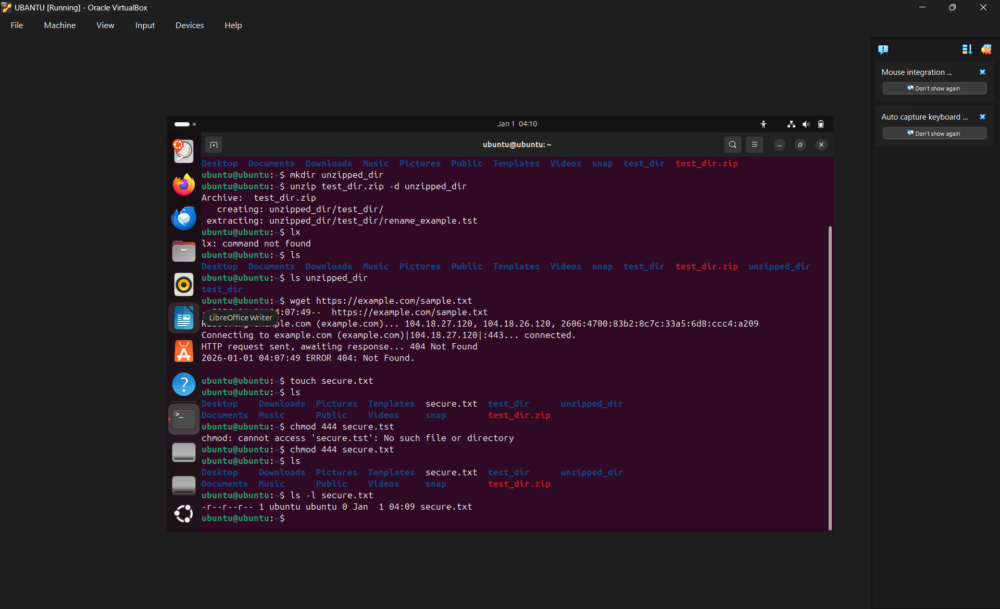 UBANTU [Running] - Oracle VirtualBox
File Machine View Input Devices Help
Mouse integration ...
Don't show again
Auto capture keyboard ...
Don't show again
Jan 1 04:10
ubuntu@ubuntu: ~
Desktop Documents Downloads Music Pictures Public Templates Videos snap test_dir test_dir.zip
ubuntu@ubuntu:~$ mkdir unzipped_dir
ubuntu@ubuntu:~$ unzip test_dir.zip -d unzipped_dir
Archive:  test_dir.zip
   creating: unzipped_dir/test_dir/
 extracting: unzipped_dir/test_dir/rename_example.tst
ubuntu@ubuntu:~$ lx
lx: command not found
ubuntu@ubuntu:~$ ls
Desktop Documents Downloads Music Pictures Public Templates Videos snap test_dir test_dir.zip unzipped_dir
ubuntu@ubuntu:~$ ls unzipped_dir
test_dir
ubuntu@ubuntu:~$ wget https://example.com/sample.txt
4:07:49--  https://example.com/sample.txt
LibreOffice Writer
ple.com (example.com)... 104.18.27.120, 104.18.26.120, 2606:4700:83b2:8c7c:33a5:6d8:ccc4:a209
Connecting to example.com (example.com)|104.18.27.120|:443... connected.
HTTP request sent, awaiting response... 404 Not Found
2026-01-01 04:07:49 ERROR 404: Not Found.
ubuntu@ubuntu:~$ touch secure.txt
ubuntu@ubuntu:~$ ls
Desktop Downloads Pictures Templates secure.txt test_dir unzipped_dir
Documents Music Public Videos snap test_dir.zip
ubuntu@ubuntu:~$ chmod 444 secure.tst
chmod: cannot access 'secure.tst': No such file or directory
ubuntu@ubuntu:~$ chmod 444 secure.txt
ubuntu@ubuntu:~$ ls
Desktop Downloads Pictures Templates secure.txt test_dir unzipped_dir
Documents Music Public Videos snap test_dir.zip
ubuntu@ubuntu:~$ ls -l secure.txt
-r--r--r-- 1 ubuntu ubuntu 0 Jan  1 04:09 secure.txt
ubuntu@ubuntu:~$